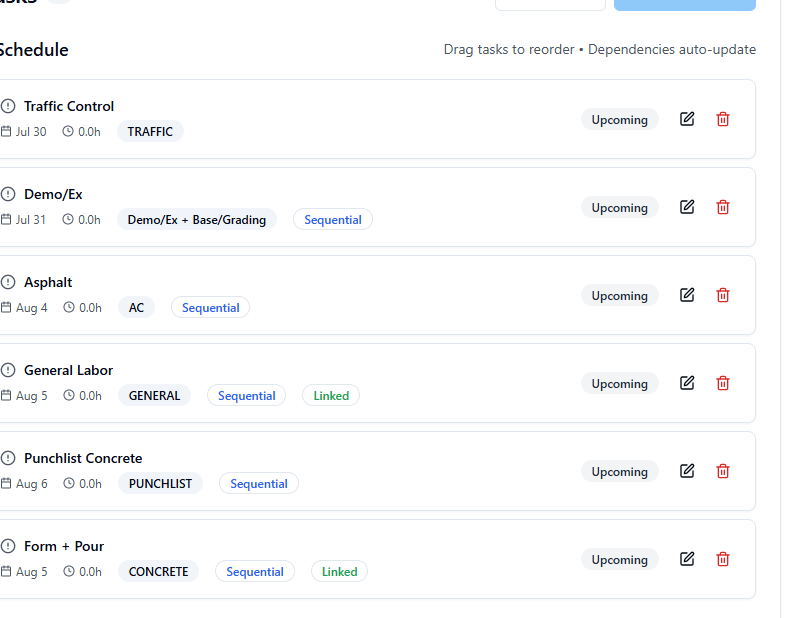 Schedule
Drag tasks to reorder • Dependencies auto-update
Traffic Control
Jul 30 0.0h TRAFFIC
Upcoming
Demo/Ex
Jul 31 0.0h Demo/Ex + Base/Grading Sequential
Upcoming
Asphalt
Aug 4 0.0h AC Sequential
Upcoming
General Labor
Aug 5 0.0h GENERAL Sequential Linked
Upcoming
Punchlist Concrete
Aug 6 0.0h PUNCHLIST Sequential
Upcoming
Form + Pour
Aug 5 0.0h CONCRETE Sequential Linked
Upcoming